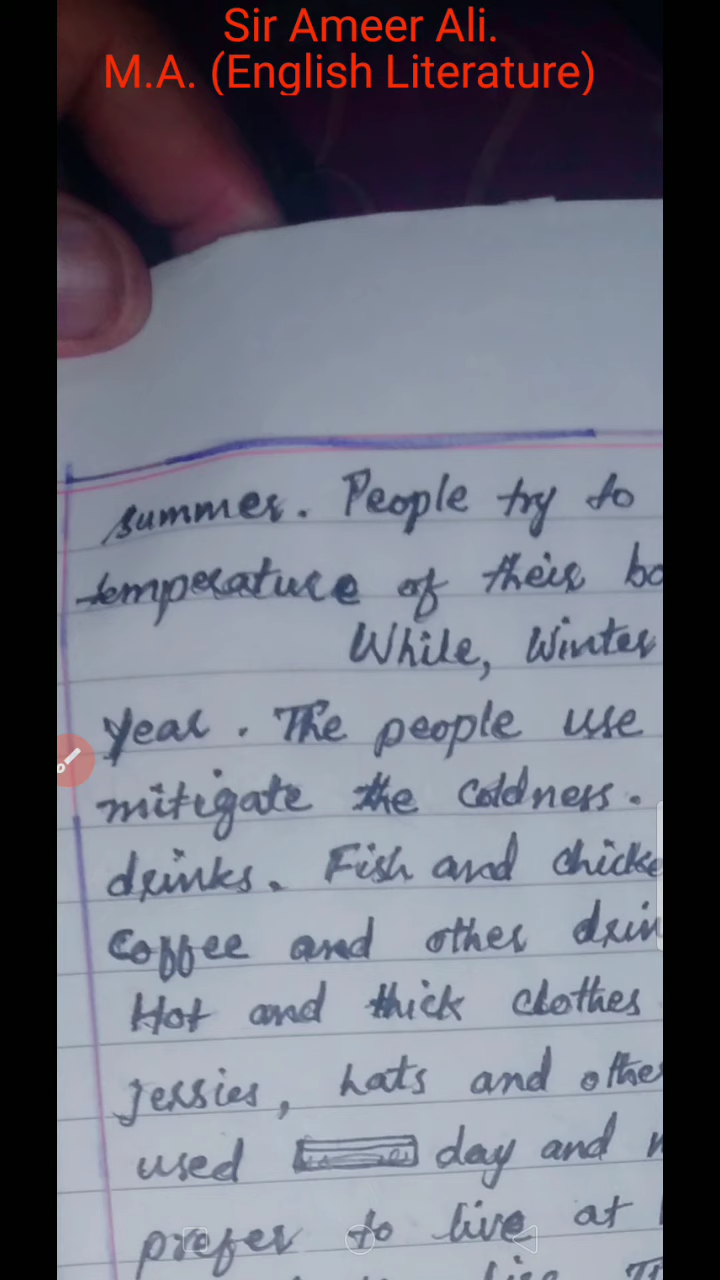 Sir Ameer Ali.
M.A. (English Literature)
summer. People try to
temperature of their
While, Winter
year. The people use
mitigate the coldness.
drinks. Fish and
Coffee and other
Hot and thick clothes
jersies, hats and
used day and
prefer to live at